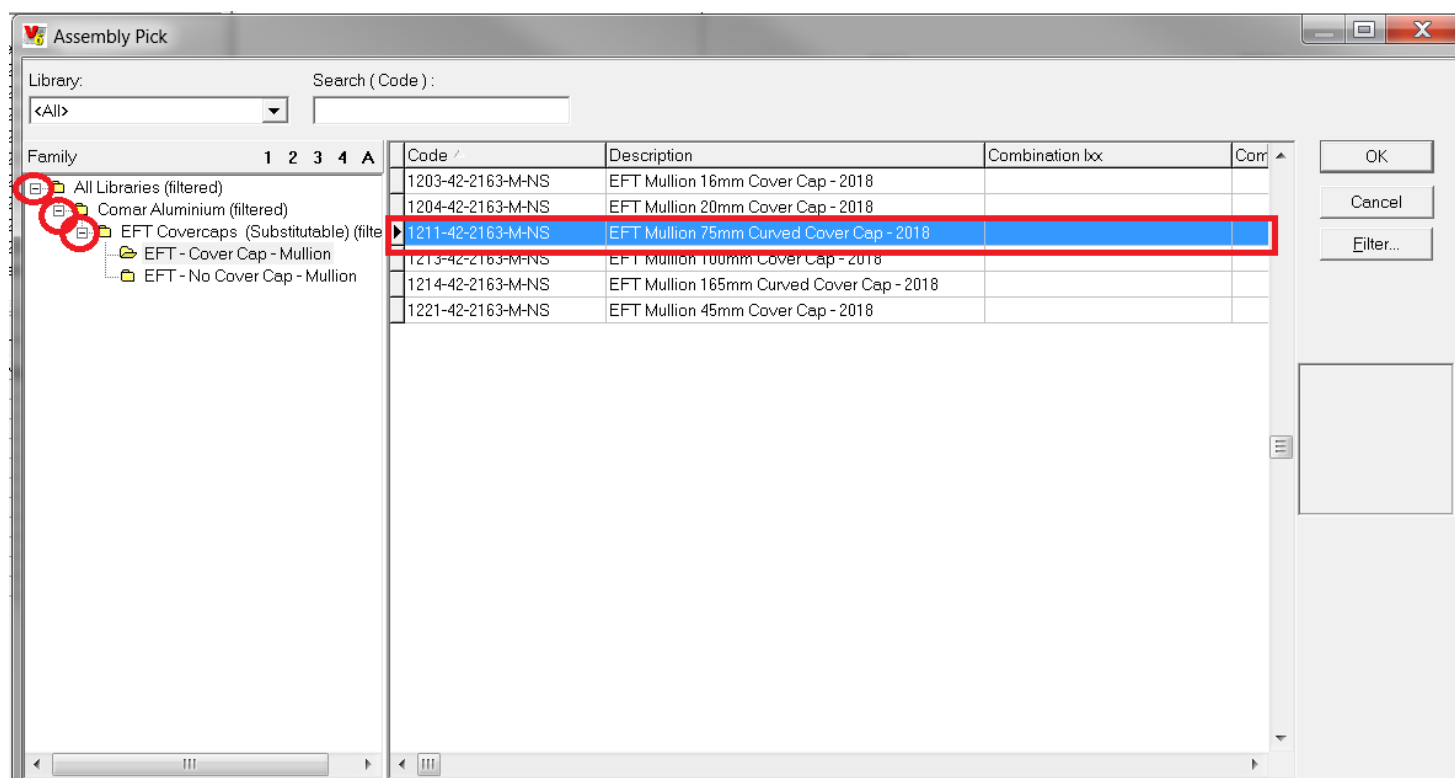 Assembly Pick
Library: Search ( Code ) :
<All>
Family 1 2 3 4 A
All Libraries (filtered)
Comar Aluminium (filtered)
EFT Covercaps (Substitutable) (filte
EFT - Cover Cap - Mullion
EFT - No Cover Cap - Mullion
Code Description Combination Ixx Com
1203-42-2163-M-NS EFT Mullion 16mm Cover Cap - 2018
1204-42-2163-M-NS EFT Mullion 20mm Cover Cap - 2018
1211-42-2163-M-NS EFT Mullion 75mm Curved Cover Cap - 2018
1213-42-2163-M-NS EFT Mullion 100mm Cover Cap - 2018
1214-42-2163-M-NS EFT Mullion 165mm Curved Cover Cap - 2018
1221-42-2163-M-NS EFT Mullion 45mm Cover Cap - 2018
OK
Cancel
Filter...